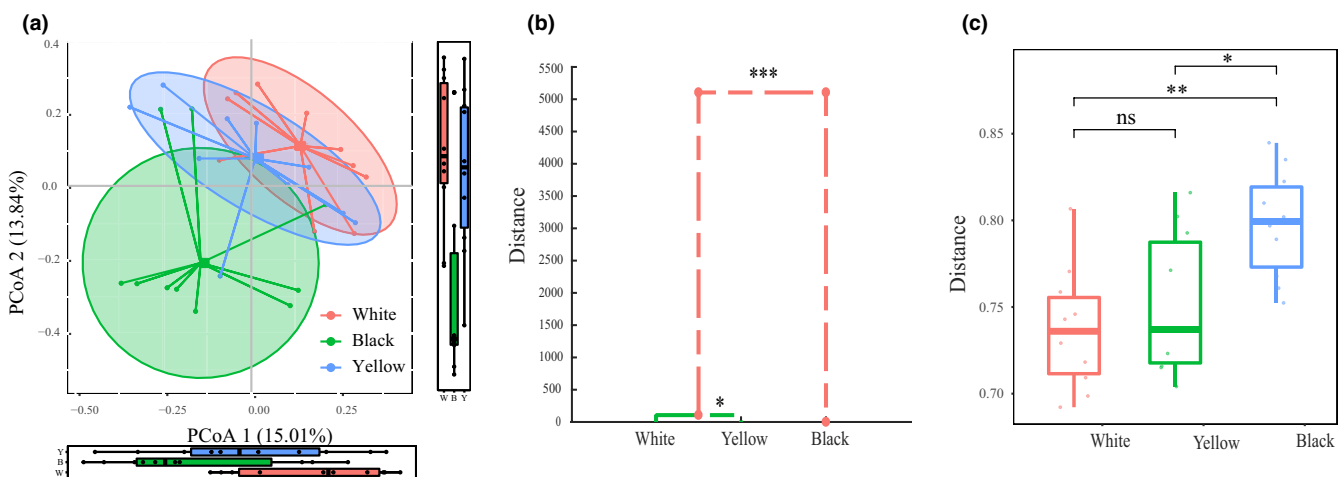 (a)
0.4
0.2
0.0
−0.2
−0.4
PCoA 2 (13.84%)
White
Black
Yellow
−0.50
−0.25
0.00
0.25
PCoA 1 (15.01%)
W B Y
Y
B
W
(b)
5500
5000
4500
4000
3500
3000
2500
2000
1500
1000
500
0
Distance
***
*
White
Yellow
Black
(c)
0.85
0.80
0.75
0.70
Distance
*
**
ns
White
Yellow
Black